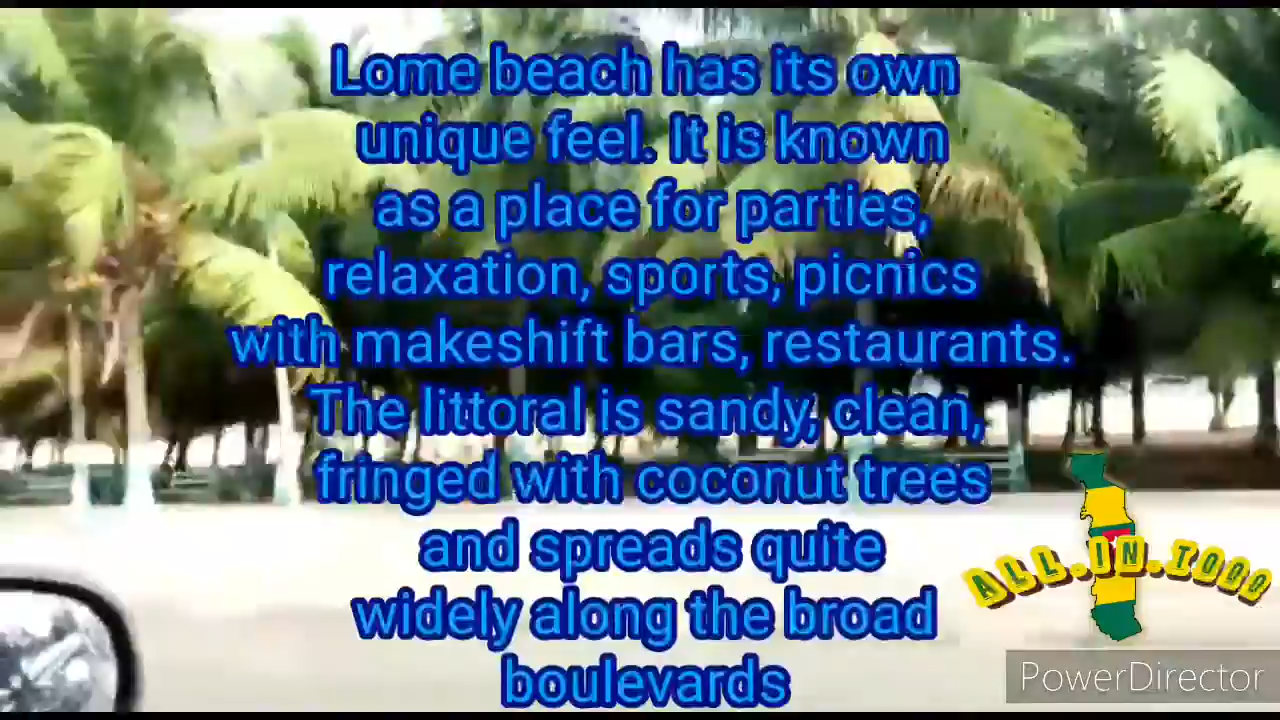 Lome beach has its own
unique feel. It is known
as a place for parties,
relaxation, sports, picnics
with makeshift bars, restaurants.
The littoral is sandy, clean,
fringed with coconut trees
and spreads quite
widely along the broad
boulevards
ALL.IN.TOGO
PowerDirector